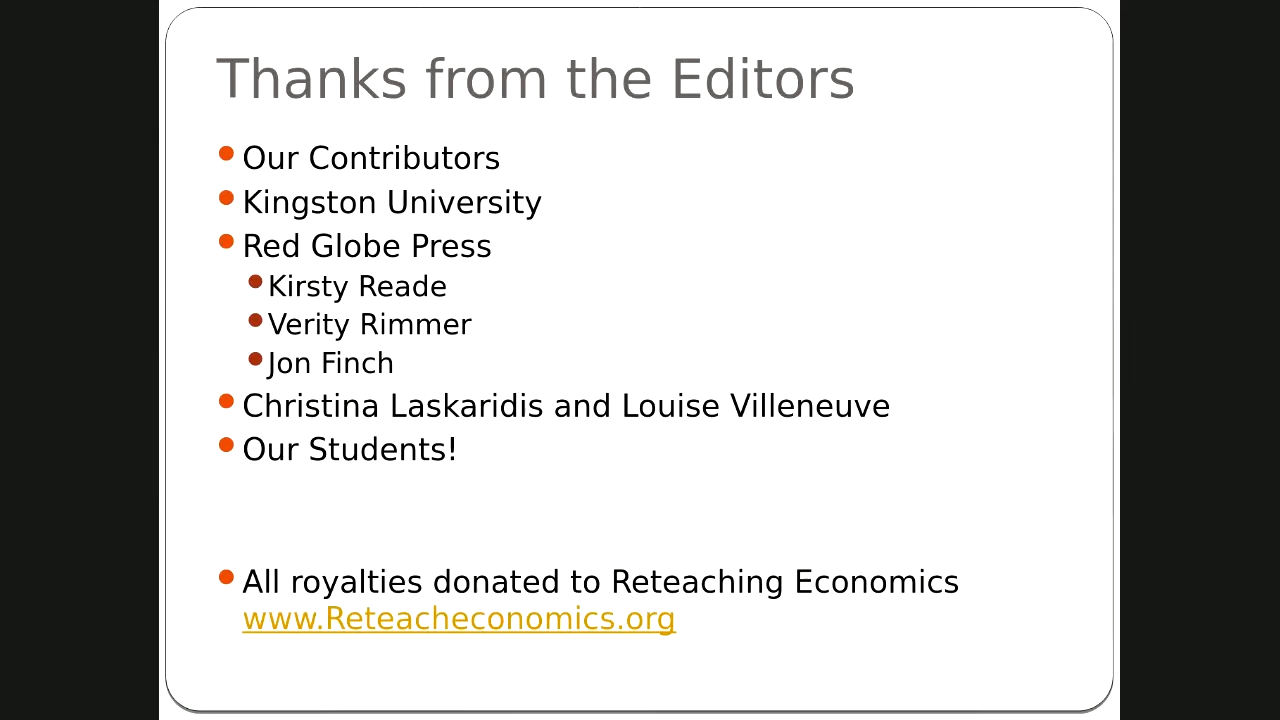 Thanks from the Editors
Our Contributors
Kingston University
Red Globe Press
Kirsty Reade
Verity Rimmer
Jon Finch
Christina Laskaridis and Louise Villeneuve
Our Students!
All royalties donated to Reteaching Economics
www.Reteacheconomics.org